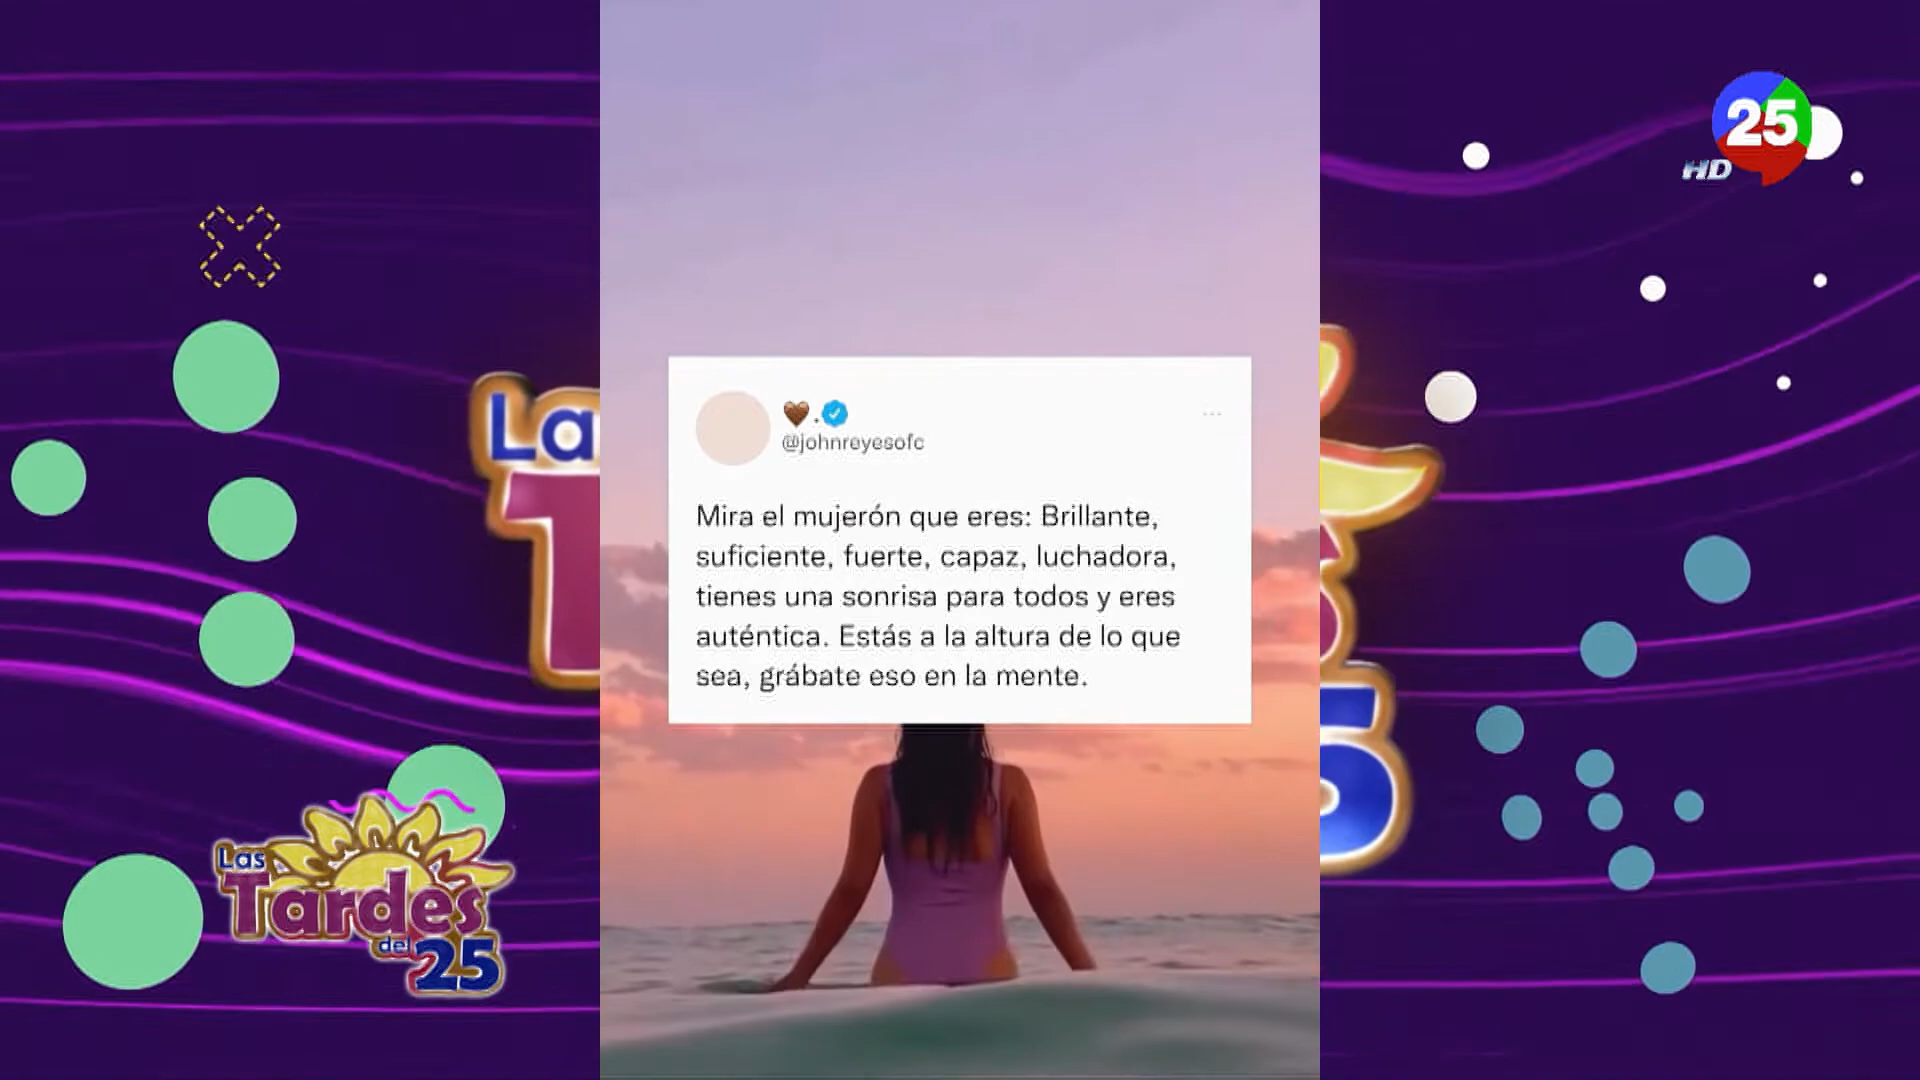 25
HD
La
@johnreyesofc
Mira el mujerón que eres: Brillante,
suficiente, fuerte, capaz, luchadora,
tienes una sonrisa para todos y eres
auténtica. Estás a la altura de lo que
sea, grábate eso en la mente.
Las
Tardes
del 25